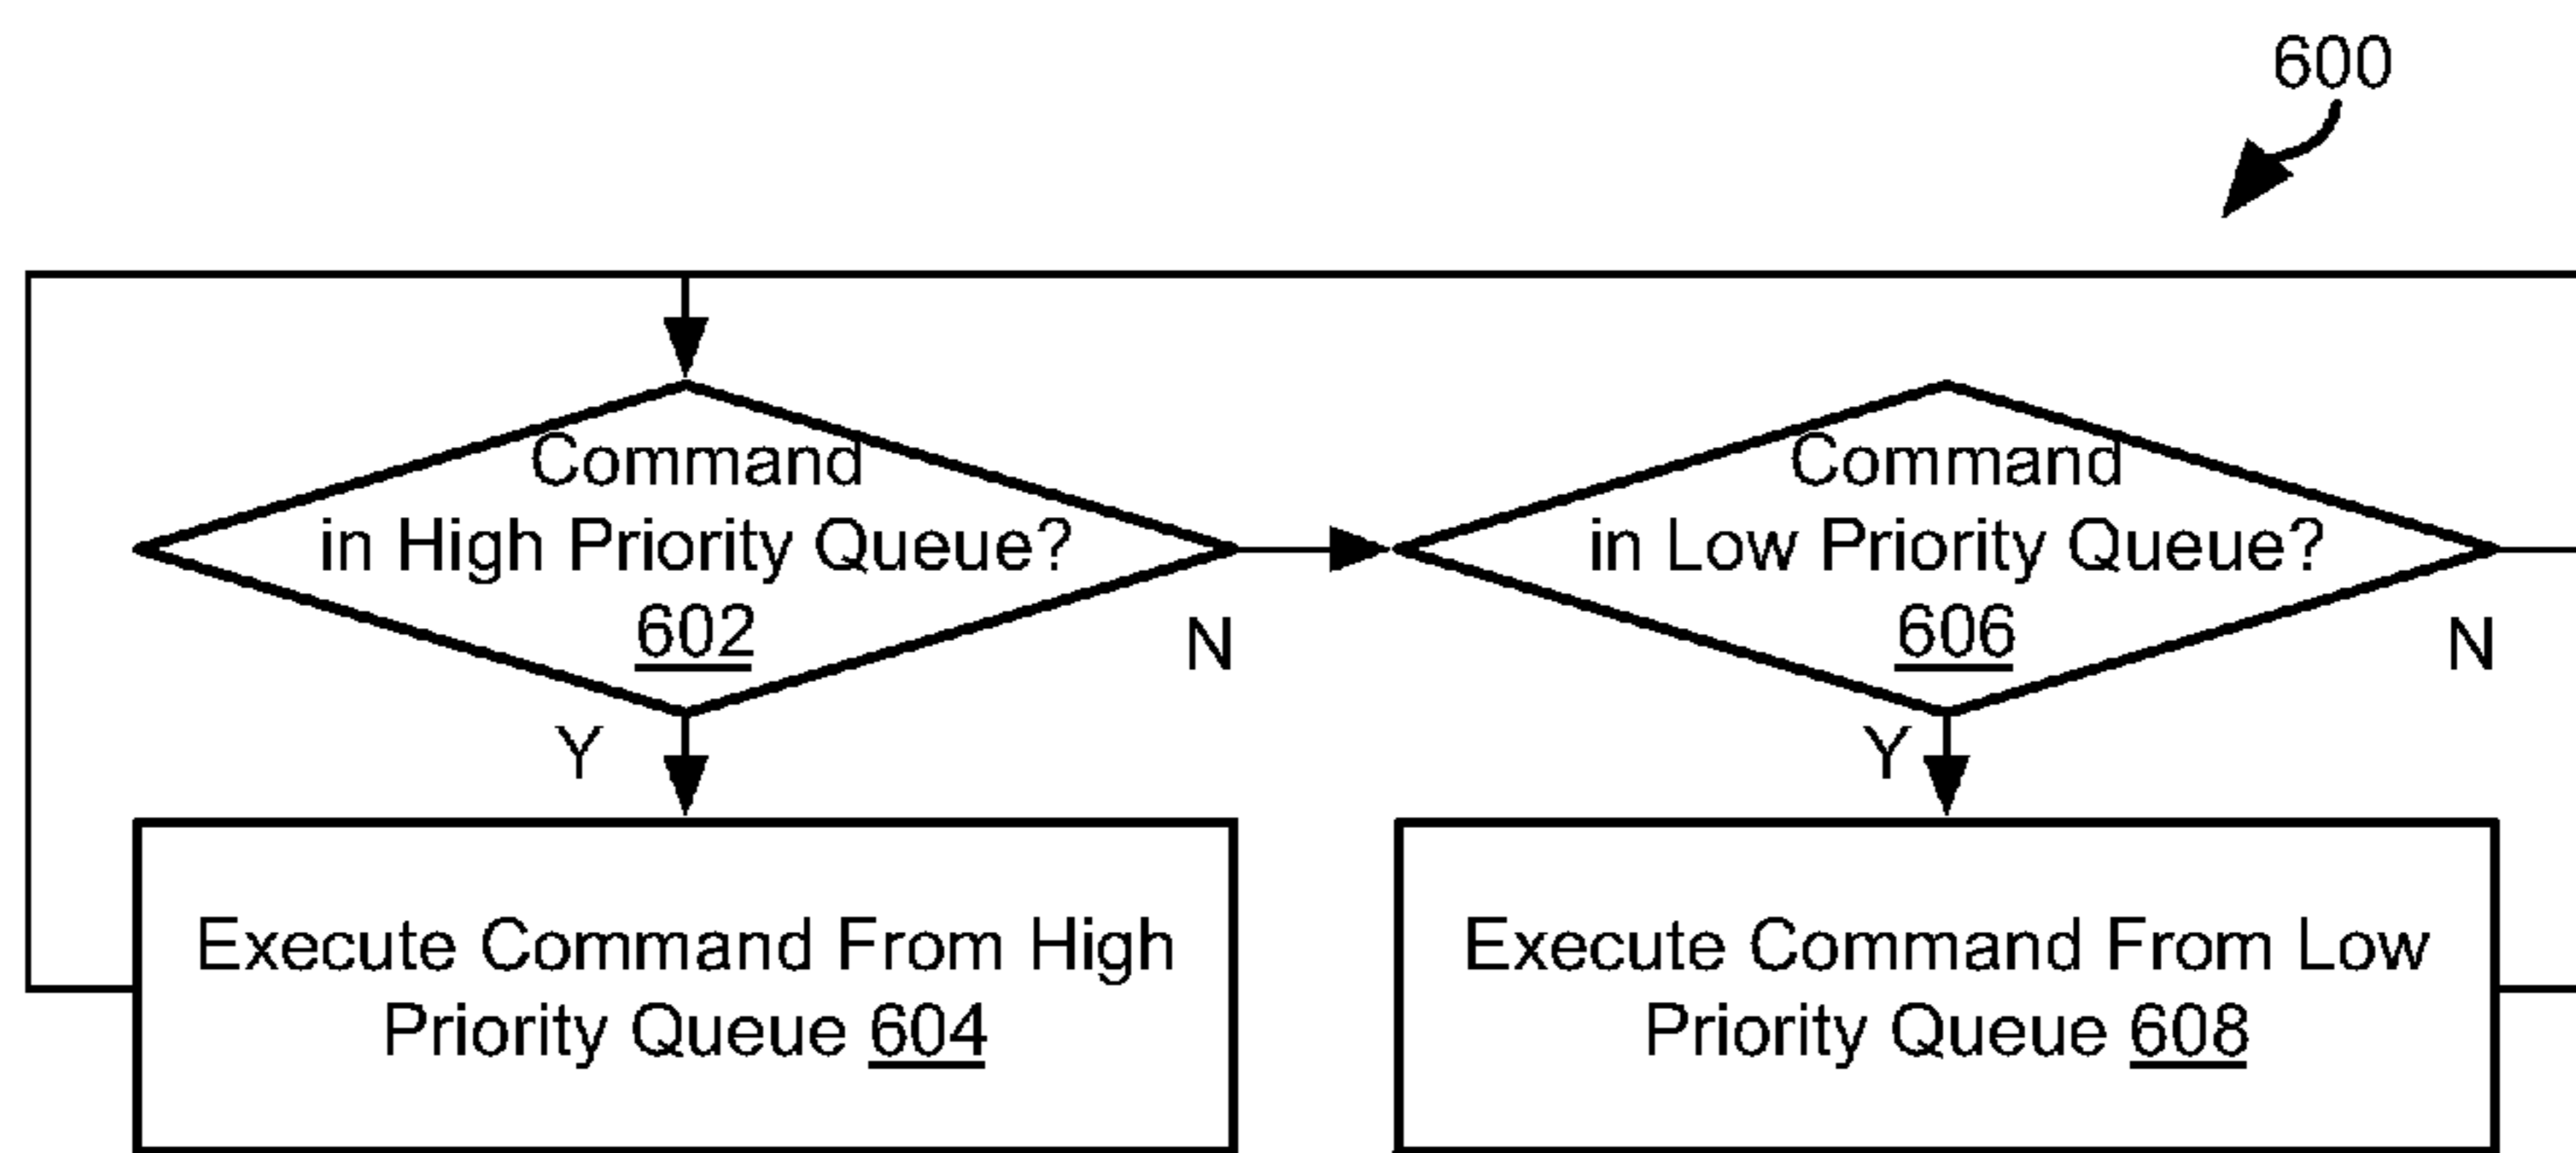 600
Command
in High Priority Queue?
602
Command
in Low Priority Queue?
606
N
N
Y
Y
Execute Command From High
Priority Queue 604
Execute Command From Low
Priority Queue 608